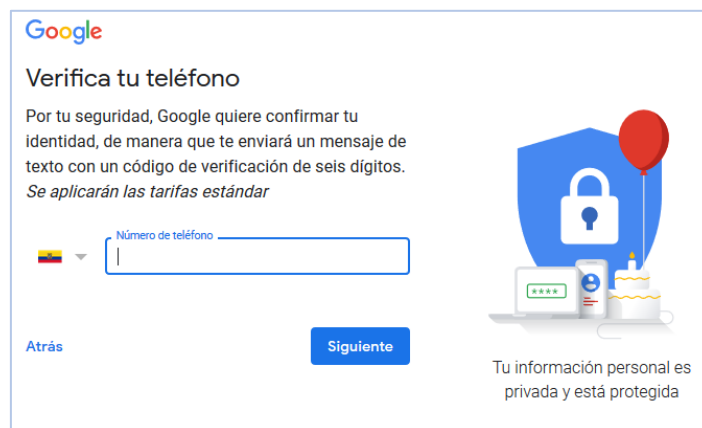 Google
Verifica tu teléfono
Por tu seguridad, Google quiere confirmar tu
identidad, de manera que te enviará un mensaje de
texto con un código de verificación de seis dígitos.
Se aplicarán las tarifas estándar
Número de teléfono
****
Atrás
Siguiente
Tu información personal es
privada y está protegida